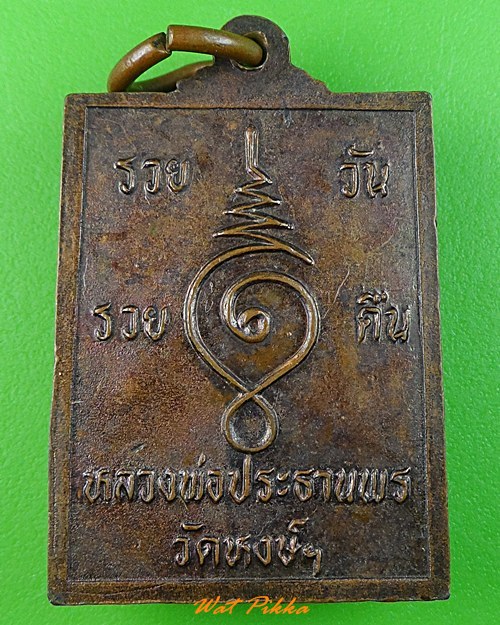 รวย วัน
รวย คืน
หลวงพ่อประธานพร
วัดหงษ์ฯ
Wat Pikka